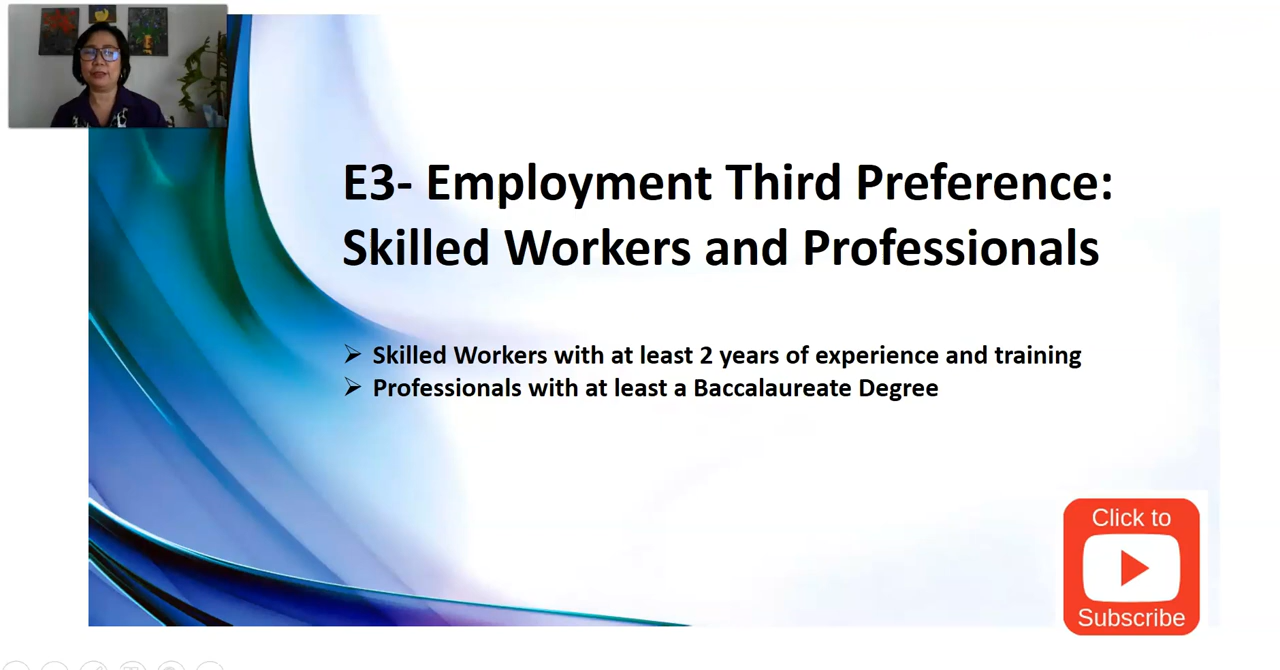 E3- Employment Third Preference:
Skilled Workers and Professionals
Skilled Workers with at least 2 years of experience and training
Professionals with at least a Baccalaureate Degree
Click to
Subscribe